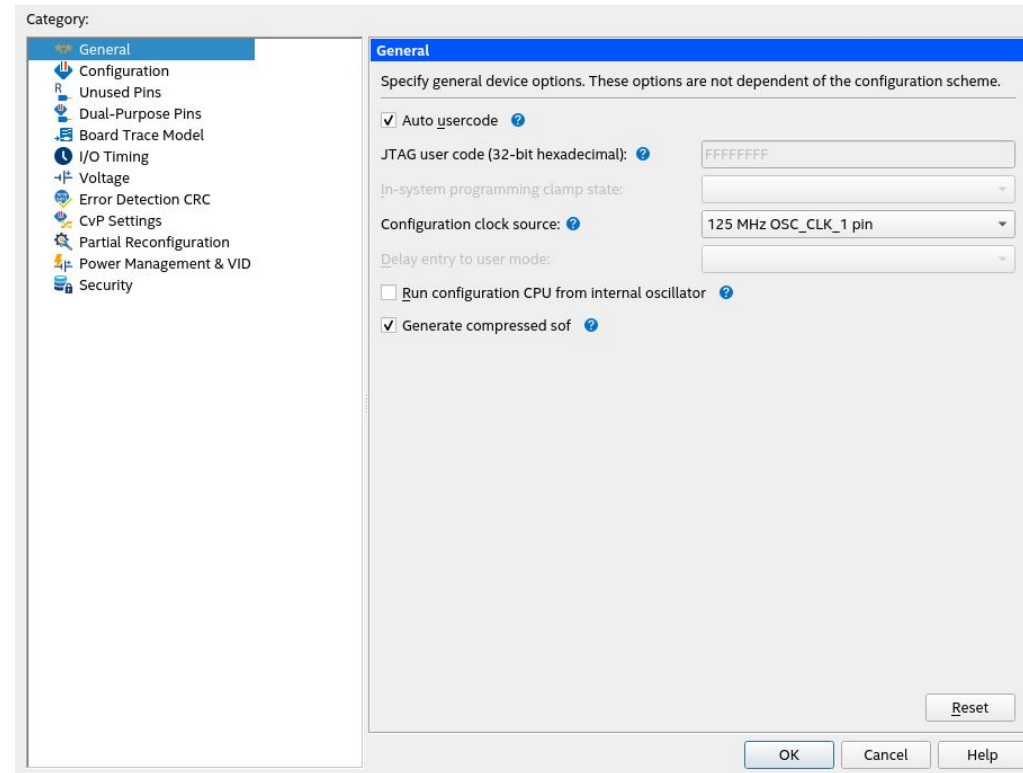 Category:
General
Configuration
Unused Pins
Dual-Purpose Pins
Board Trace Model
I/O Timing
Voltage
Error Detection CRC
CvP Settings
Partial Reconfiguration
Power Management & VID
Security
General
Specify general device options. These options are not dependent of the configuration scheme.
Auto usercode
JTAG user code (32-bit hexadecimal): FFFFFFFF
In-system programming clamp state:
Configuration clock source: 125 MHz OSC_CLK_1 pin
Delay entry to user mode:
Run configuration CPU from internal oscillator
Generate compressed sof
Reset
OK Cancel Help